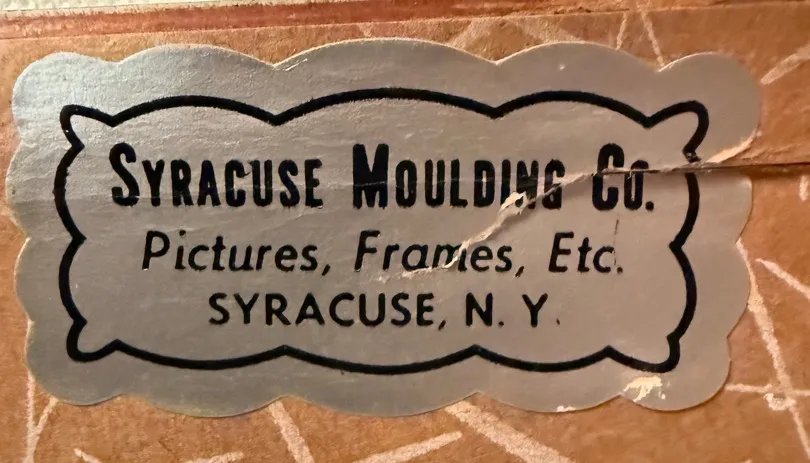 SYRACUSE MOULDING CO.
Pictures, Frames, Etc.
SYRACUSE, N. Y.